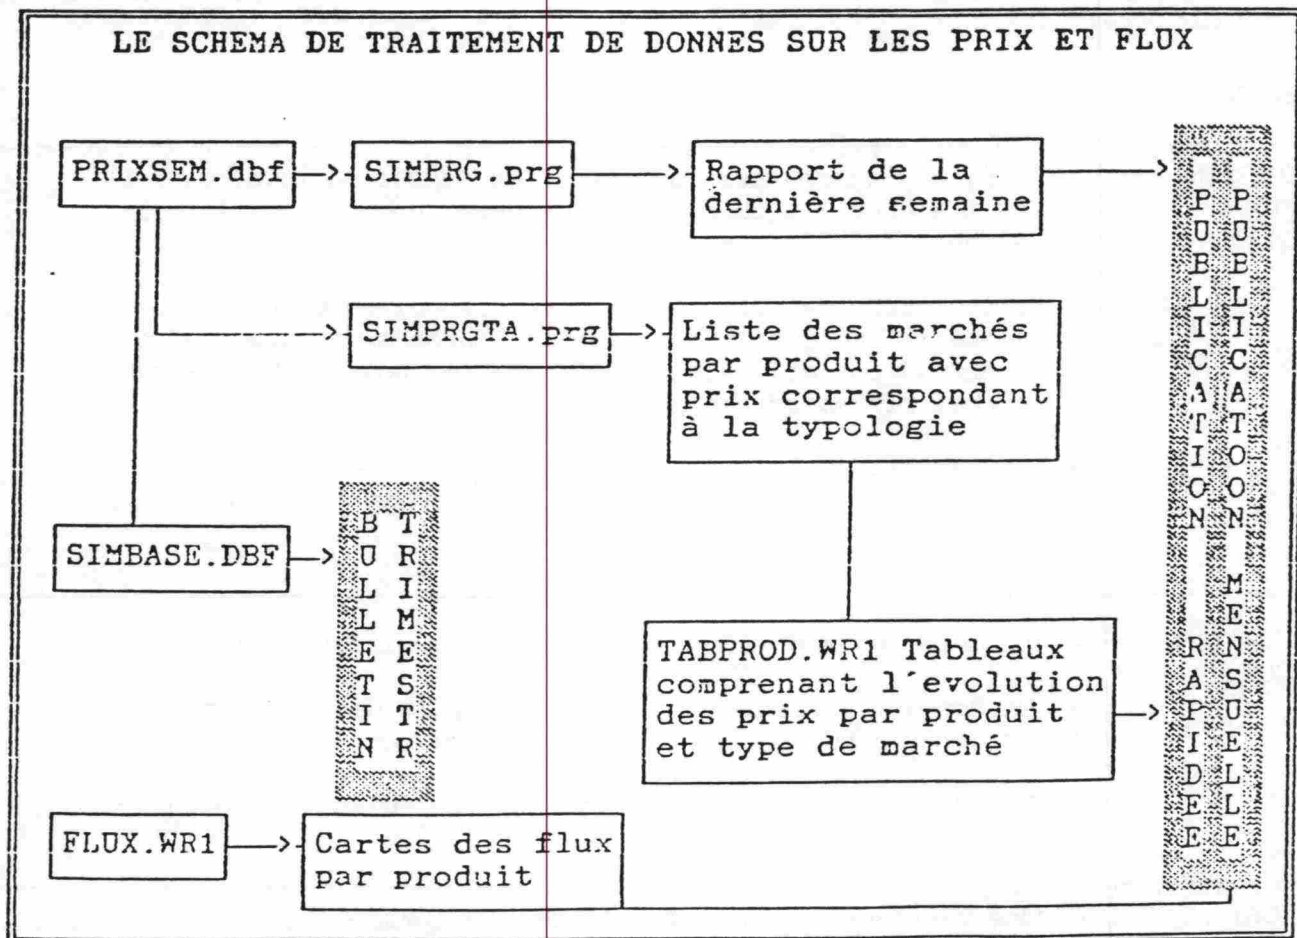 LE SCHEMA DE TRAITEMENT DE DONNES SUR LES PRIX ET FLUX
PRIXSEM.dbf
SIMPRG.prg
Rapport de la
dernière semaine
SIMPRGTA.prg
Liste des marchés
par produit avec
prix correspondant
à la typologie
SIMBASE.DBF
BULLETIN
TRIMESTR
TABPROD.WR1 Tableaux
comprenant l'evolution
des prix par produit
et type de marché
FLUX.WR1
Cartes des flux
par produit
PUBLICATION RAPIDEE
PUBLICATOON MENSUELLE